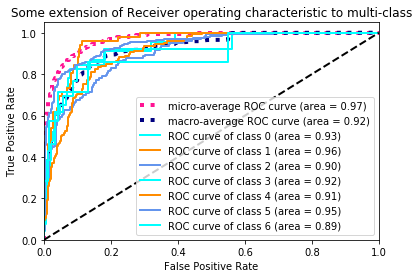 Some extension of Receiver operating characteristic to multi-class
1.0
0.8
0.6
0.4
0.2
0.0
True Positive Rate
micro-average ROC curve (area = 0.97)
macro-average ROC curve (area = 0.92)
ROC curve of class 0 (area = 0.93)
ROC curve of class 1 (area = 0.96)
ROC curve of class 2 (area = 0.90)
ROC curve of class 3 (area = 0.92)
ROC curve of class 4 (area = 0.91)
ROC curve of class 5 (area = 0.95)
ROC curve of class 6 (area = 0.89)
0.0 0.2 0.4 0.6 0.8 1.0
False Positive Rate